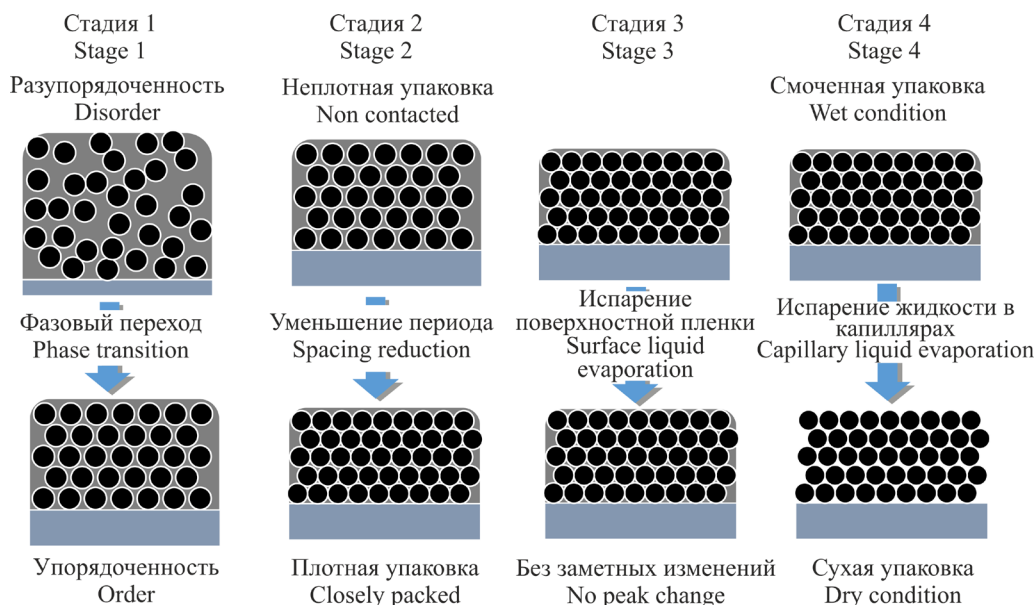 Стадия 1
Stage 1
Разупорядоченность
Disorder
Фазовый переход
Phase transition
Упорядоченность
Order
Стадия 2
Stage 2
Неплотная упаковка
Non contacted
Уменьшение периода
Spacing reduction
Плотная упаковка
Closely packed
Стадия 3
Stage 3
Испарение
поверхностной пленки
Surface liquid
evaporation
Без заметных изменений
No peak change
Стадия 4
Stage 4
Смоченная упаковка
Wet condition
Испарение жидкости в
капиллярах
Capillary liquid evaporation
Сухая упаковка
Dry condition